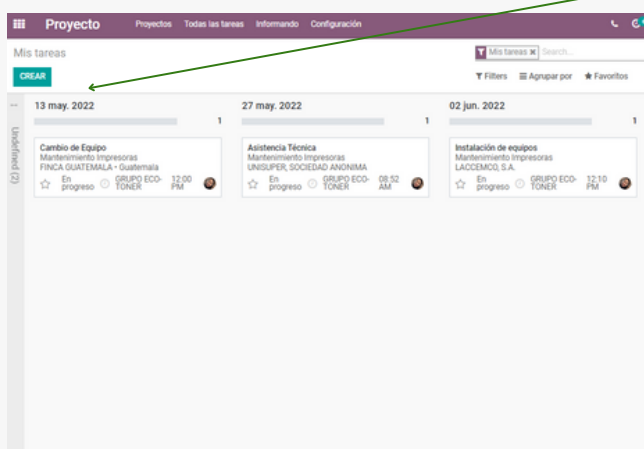 Proyecto Proyectos Todas las tareas Informando Configuración
Mis tareas
Mis tareas × Search...
CREAR
Filters Agrupar por Favoritos
Undefined (2)
13 may. 2022
1
Cambio de Equipo
Mantenimiento Impresoras
FINCA GUATEMALA - Guatemala
En progreso GRUPO ECO-TONER 12:00 PM
27 may. 2022
1
Asistencia Técnica
Mantenimiento Impresoras
UNISUPER, SOCIEDAD ANONIMA
En progreso GRUPO ECO-TONER 08:52 AM
02 jun. 2022
1
Instalación de equipos
Mantenimiento Impresoras
LACCEMCO, S.A.
En progreso GRUPO ECO-TONER 12:10 PM